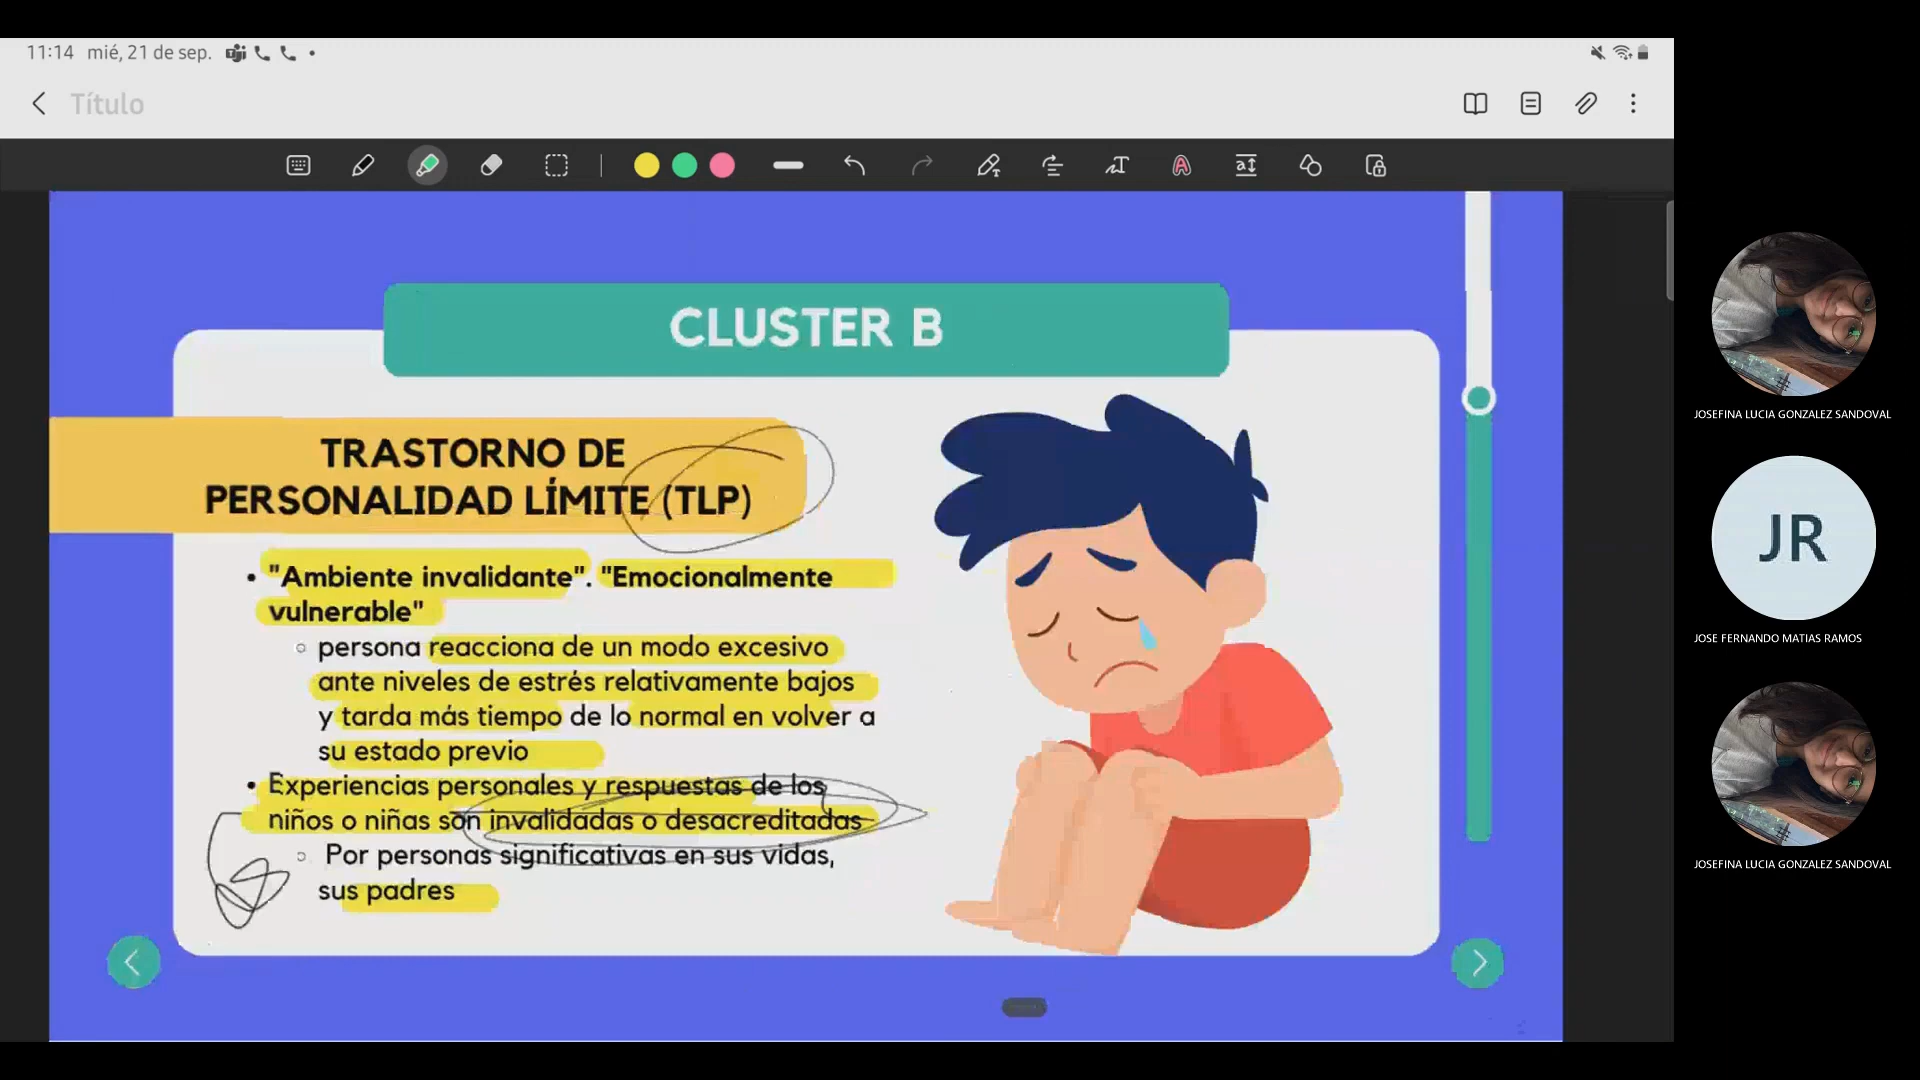 11:14 mié, 21 de sep.
Título
CLUSTER B
TRASTORNO DE
PERSONALIDAD LÍMITE (TLP)
• "Ambiente invalidante". "Emocionalmente
vulnerable"
○ persona reacciona de un modo excesivo
ante niveles de estrés relativamente bajos
y tarda más tiempo de lo normal en volver a
su estado previo
• Experiencias personales y respuestas de los
niños o niñas son invalidadas o desacreditadas
○ Por personas significativas en sus vidas,
sus padres
JOSEFINA LUCIA GONZALEZ SANDOVAL
JR
JOSE FERNANDO MATIAS RAMOS
JOSEFINA LUCIA GONZALEZ SANDOVAL